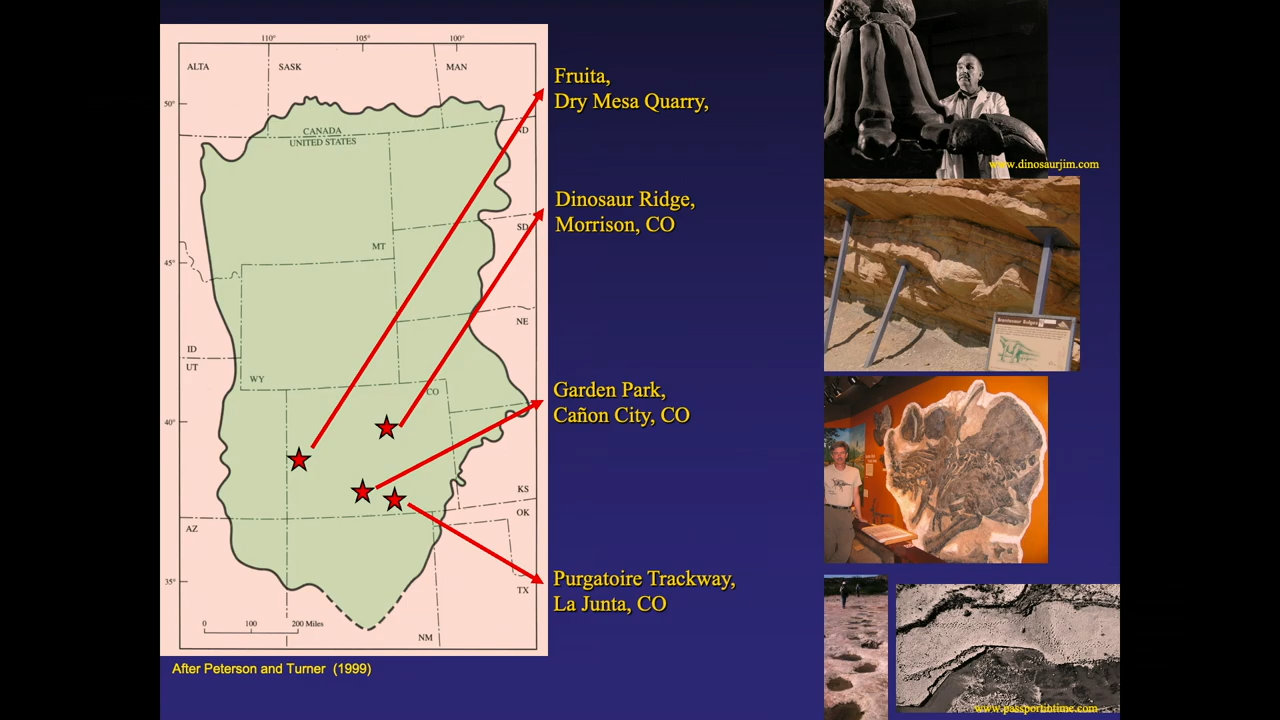 110°
105°
100°
ALTA
SASK
MAN
50°
CANADA
UNITED STATES
ND
MT
SD
45°
NE
ID
UT
WY
CO
40°
KS
OK
AZ
35°
TX
NM
0 100 200 Miles
After Peterson and Turner (1999)
Fruita,
Dry Mesa Quarry,
Dinosaur Ridge,
Morrison, CO
Garden Park,
Cañon City, CO
Purgatoire Trackway,
La Junta, CO
www.dinosaurjim.com
www.passportintime.com